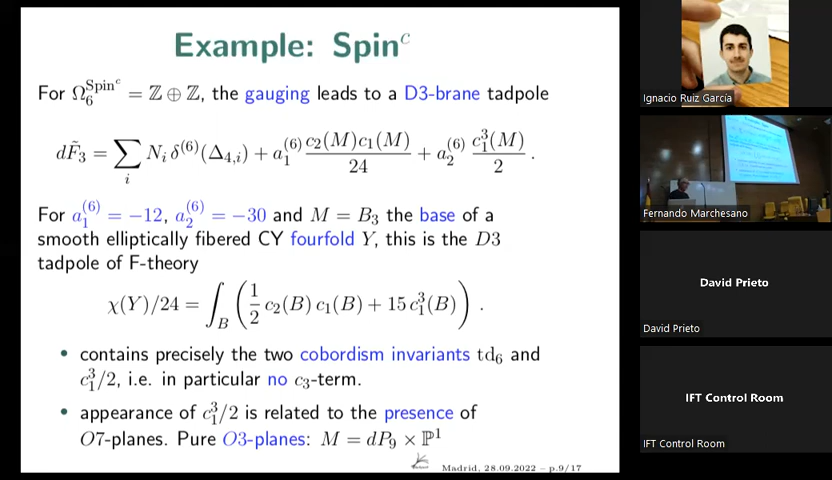 Example: Spin^c
For Ω_6^{Spin^c} = ℤ ⊕ ℤ, the gauging leads to a D3-brane tadpole
dF̃_3 = ∑_i N_i δ^{(6)}(Δ_{4,i}) + a_1^{(6)} c_2(M)c_1(M)/24 + a_2^{(6)} c_1^3(M)/2 .
For a_1^{(6)} = −12, a_2^{(6)} = −30 and M = B_3 the base of a
smooth elliptically fibered CY fourfold Y, this is the D3
tadpole of F-theory
χ(Y)/24 = ∫_B ( 1/2 c_2(B) c_1(B) + 15 c_1^3(B) ) .
• contains precisely the two cobordism invariants td_6 and
c_1^3/2, i.e. in particular no c_3-term.
• appearance of c_1^3/2 is related to the presence of
O7-planes. Pure O3-planes: M = dP_9 × ℙ^1
Madrid, 28.09.2022 – p.9/17
Ignacio Ruiz García
Fernando Marchesano
David Prieto
David Prieto
IFT Control Room
IFT Control Room